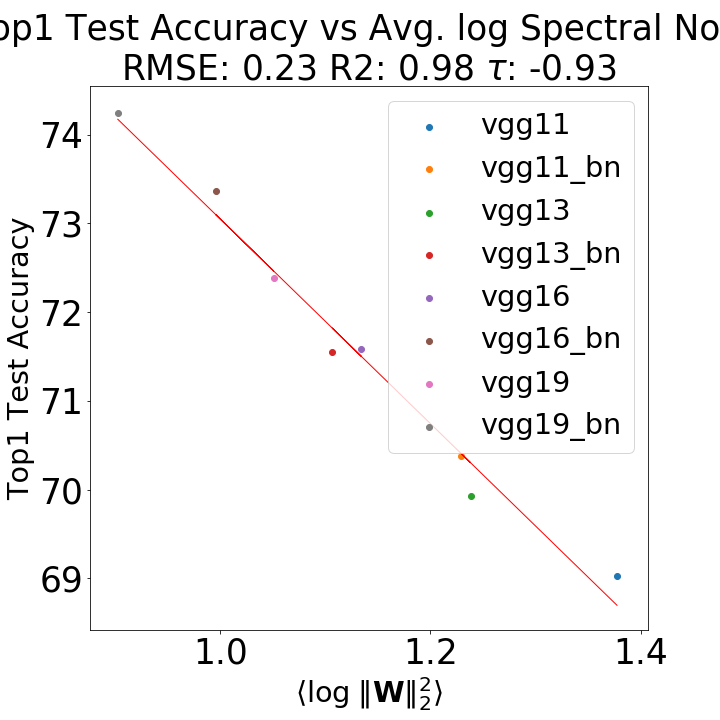 op1 Test Accuracy vs Avg. log Spectral No
RMSE: 0.23 R2: 0.98 τ: -0.93
Top1 Test Accuracy
74
73
72
71
70
69
vgg11
vgg11_bn
vgg13
vgg13_bn
vgg16
vgg16_bn
vgg19
vgg19_bn
1.0 1.2 1.4
⟨log ‖W‖₂²⟩